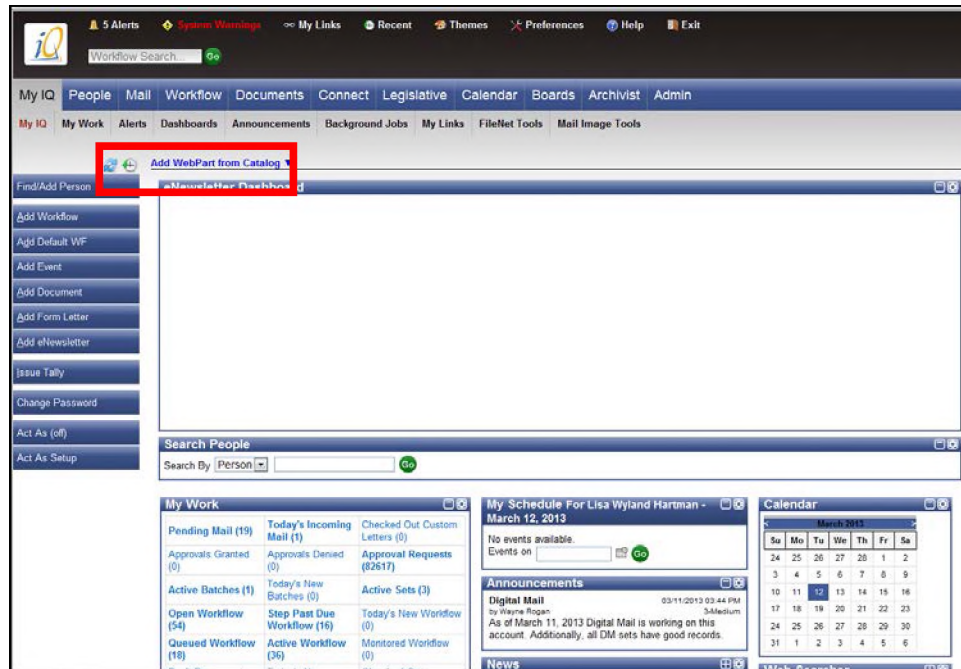 iQ
5 Alerts System Warnings My Links Recent Themes Preferences Help Exit
Workflow Search... Go
My IQ People Mail Workflow Documents Connect Legislative Calendar Boards Archivist Admin
My IQ My Work Alerts Dashboards Announcements Background Jobs My Links FileNet Tools Mail Image Tools
Add WebPart from Catalog ▼
Find/Add Person
Add Workflow
Add Default WF
Add Event
Add Document
Add Form Letter
Add eNewsletter
Issue Tally
Change Password
Act As (off)
Act As Setup
eNewsletter Dashboard
Search People
Search By Person Go
My Work
Pending Mail (19)
Today's Incoming
Mail (1)
Checked Out Custom
Letters (0)
Approvals Granted
(0)
Approvals Denied
(0)
Approval Requests
(82617)
Active Batches (1)
Today's New
Batches (0)
Active Sets (3)
Open Workflow
(54)
Step Past Due
Workflow (16)
Today's New Workflow
(0)
Queued Workflow
(18)
Active Workflow
(36)
Monitored Workflow
(0)
My Schedule For Lisa Wyland Hartman -
March 12, 2013
No events available.
Events on Go
Announcements
Digital Mail 03/11/2013 03:44 PM
by Wayne Rogan 3-Medium
As of March 11, 2013 Digital Mail is working on this
account. Additionally, all DM sets have good records.
News
Calendar
< March 2013 >
Su Mo Tu We Th Fr Sa
24 25 26 27 28 1 2
3 4 5 6 7 8 9
10 11 12 13 14 15 16
17 18 19 20 21 22 23
24 25 26 27 28 29 30
31 1 2 3 4 5 6
Web Searches